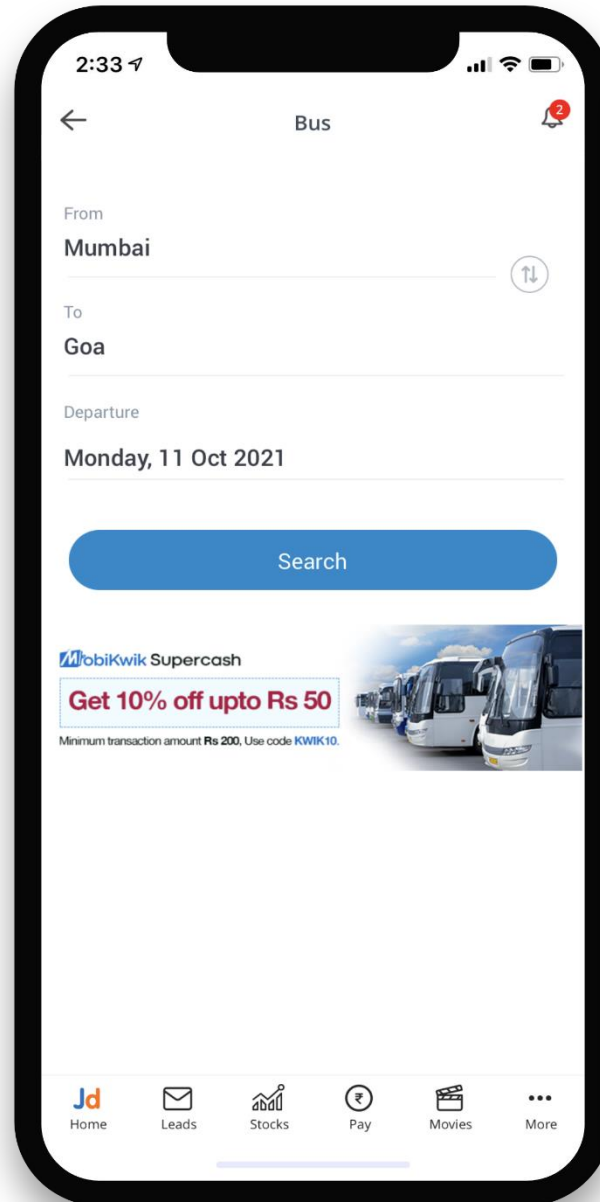 2:33
Bus
2
From
Mumbai
To
Goa
Departure
Monday, 11 Oct 2021
Search
MobiKwik Supercash
Get 10% off upto Rs 50
Minimum transaction amount Rs 200, Use code KWIK10.
Jd
Home Leads Stocks Pay Movies More